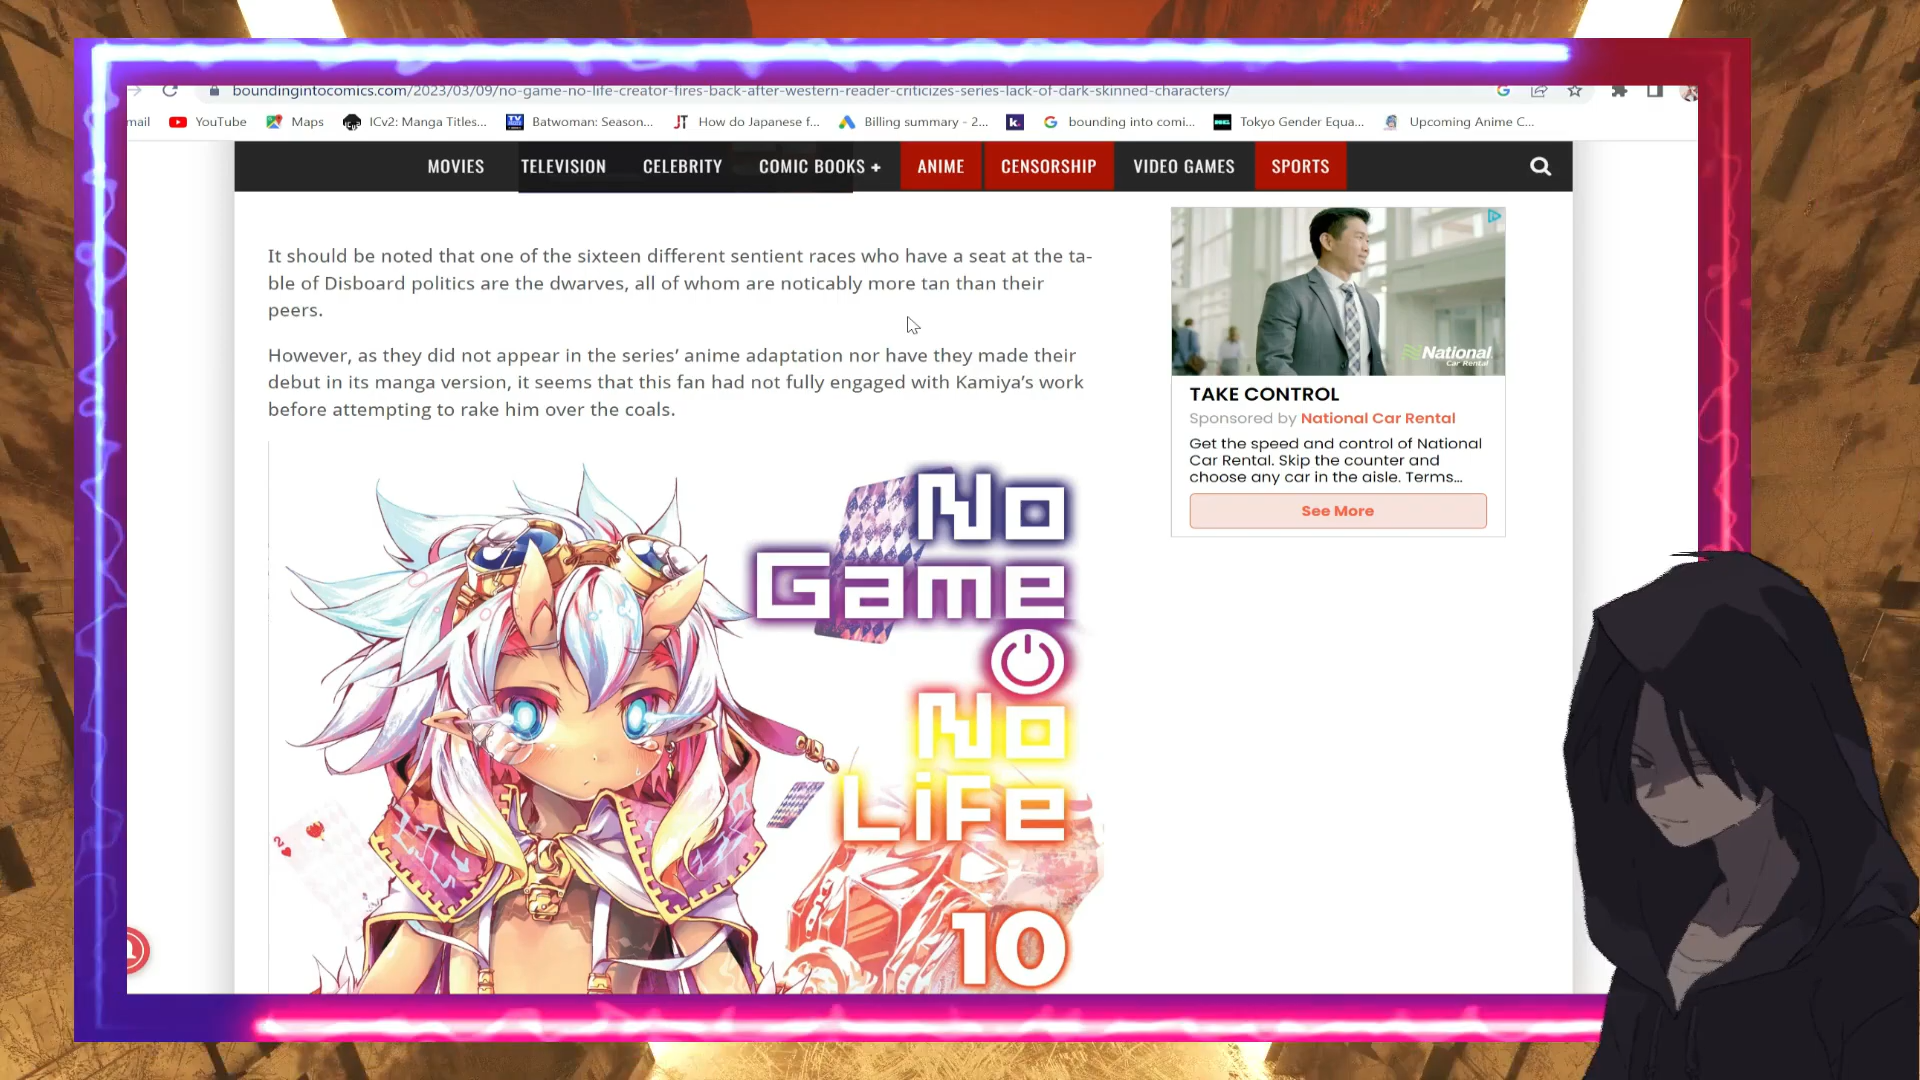 boundingintocomics.com/2023/03/09/no-game-no-life-creator-fires-back-after-western-reader-criticizes-series-lack-of-dark-skinned-characters/
mail YouTube Maps ICv2: Manga Titles... Batwoman: Season... How do Japanese f... Billing summary - 2... bounding into comi... Tokyo Gender Equa... Upcoming Anime C...
MOVIES TELEVISION CELEBRITY COMIC BOOKS + ANIME CENSORSHIP VIDEO GAMES SPORTS
It should be noted that one of the sixteen different sentient races who have a seat at the ta-
ble of Disboard politics are the dwarves, all of whom are noticably more tan than their
peers.
However, as they did not appear in the series’ anime adaptation nor have they made their
debut in its manga version, it seems that this fan had not fully engaged with Kamiya’s work
before attempting to rake him over the coals.
No
Game
No
Life
10
National
Car Rental
TAKE CONTROL
Sponsored by National Car Rental
Get the speed and control of National
Car Rental. Skip the counter and
choose any car in the aisle. Terms...
See More